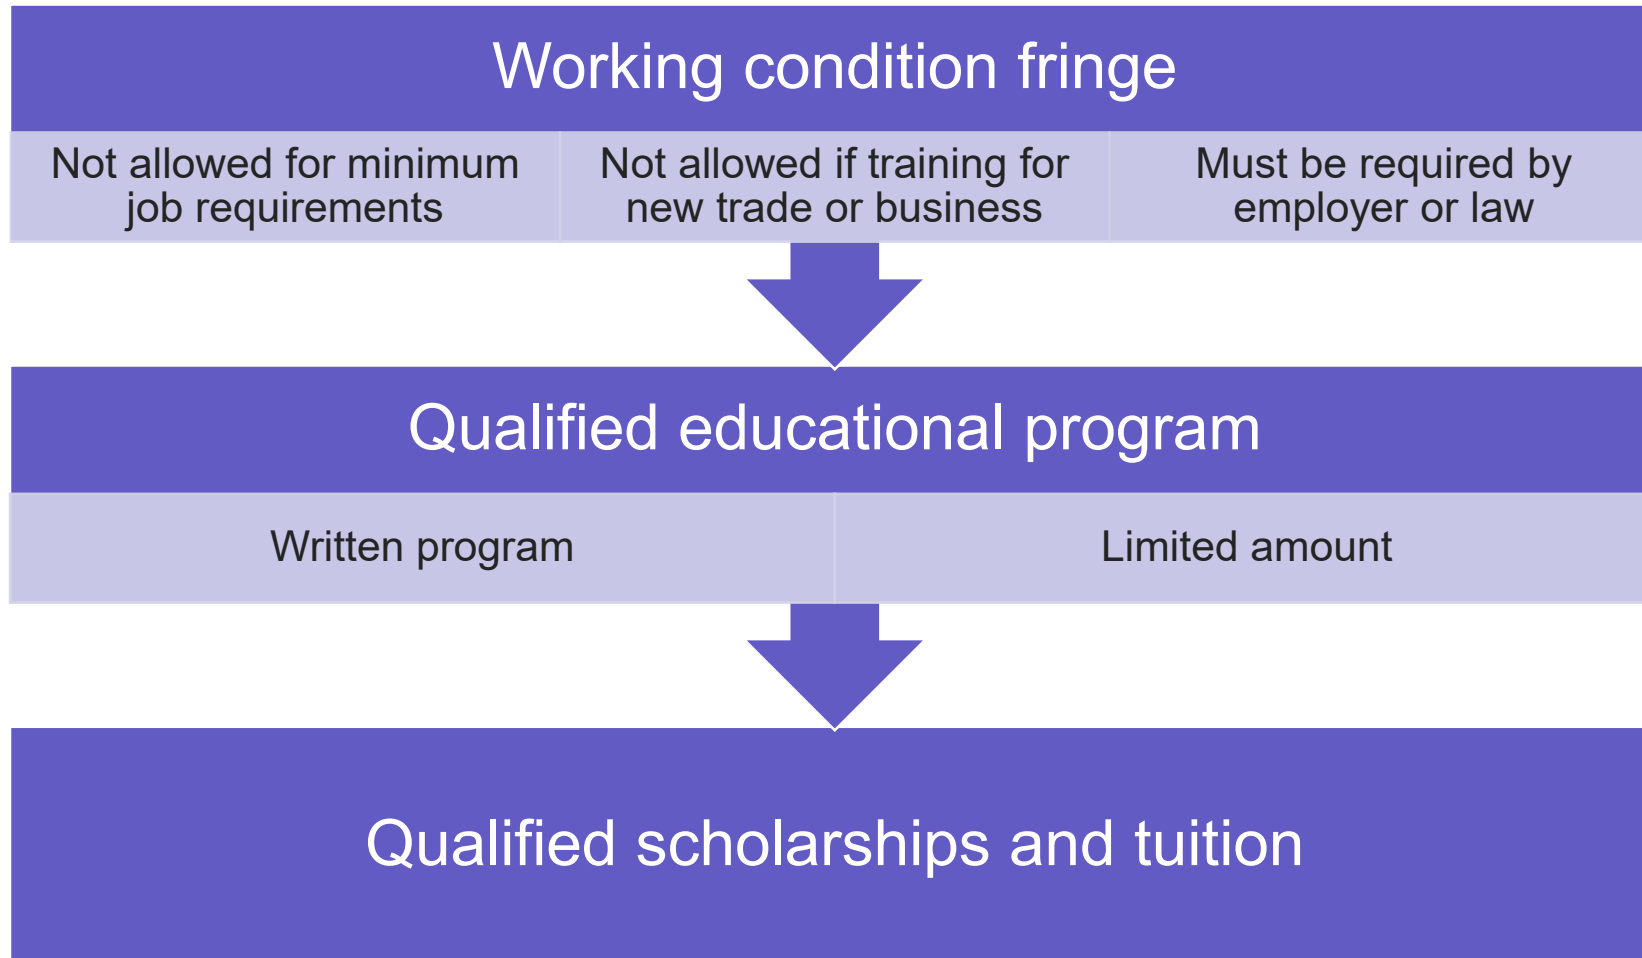 Working condition fringe
Not allowed for minimum
job requirements
Not allowed if training for
new trade or business
Must be required by
employer or law
Qualified educational program
Written program
Limited amount
Qualified scholarships and tuition